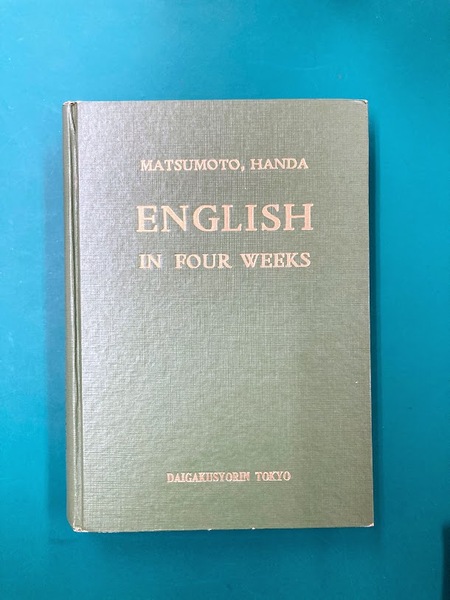 MATSUMOTO, HANDA
ENGLISH
IN FOUR WEEKS
DAIGAKUSYORIN TOKYO